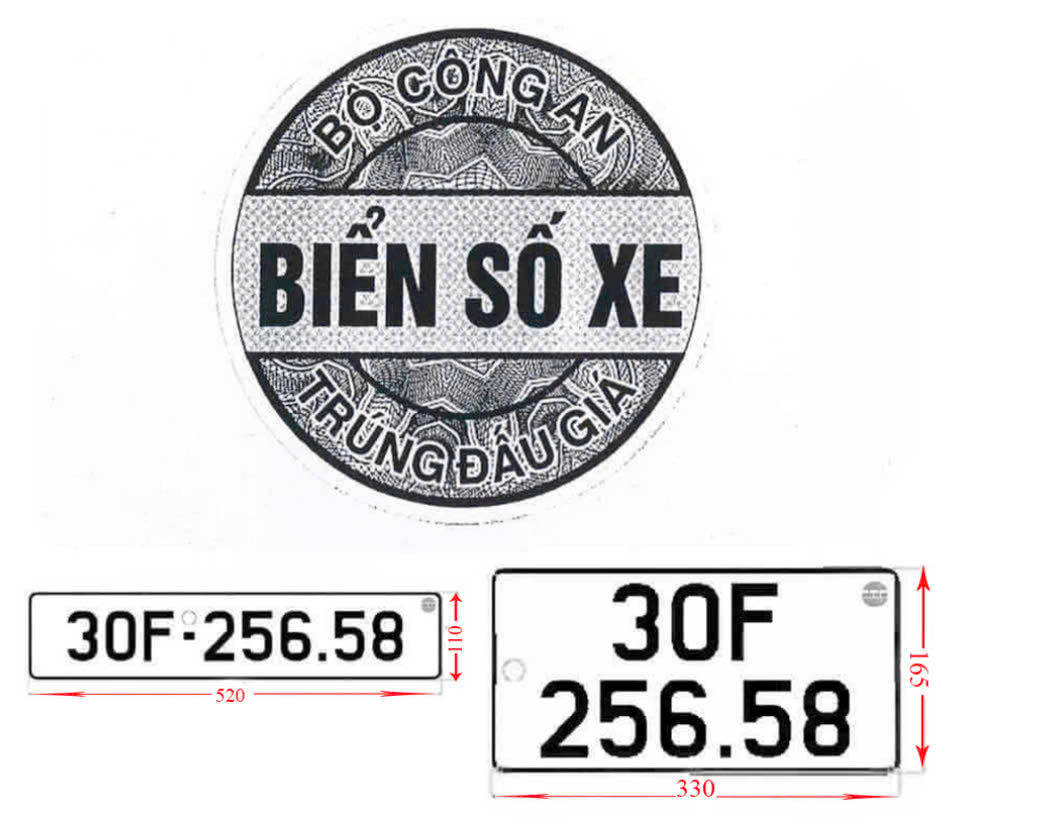 BỘ CÔNG AN
BIỂN SỐ XE
TRÚNG ĐẤU GIÁ
30F-256.58
110
520
30F
256.58
165
330